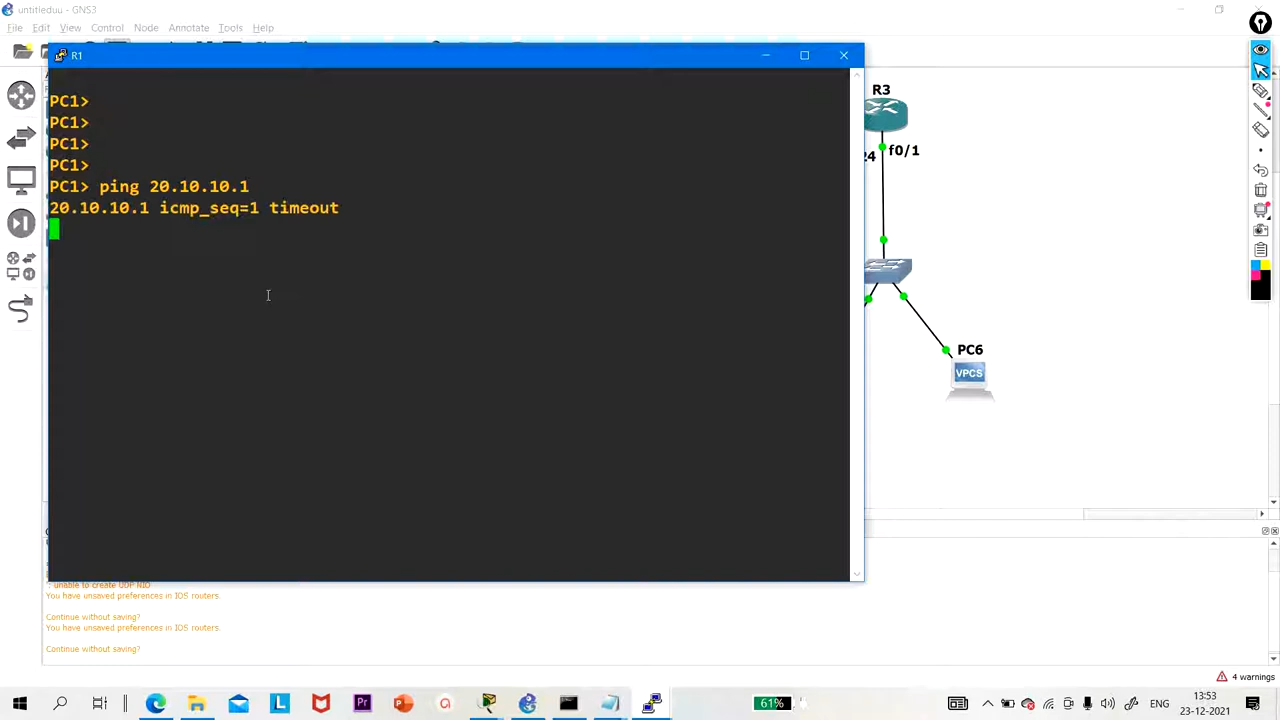 untitleduu - GNS3
File Edit View Control Node Annotate Tools Help
R1
PC1>
PC1>
PC1>
PC1>
PC1> ping 20.10.10.1
20.10.10.1 icmp_seq=1 timeout
R3
24
f0/1
PC6
VPCS
: unable to create UDP NIO
You have unsaved preferences in IOS routers.
Continue without saving?
You have unsaved preferences in IOS routers.
Continue without saving?
4 warnings
L
Pr
61%
ENG
13:53
23-12-2021